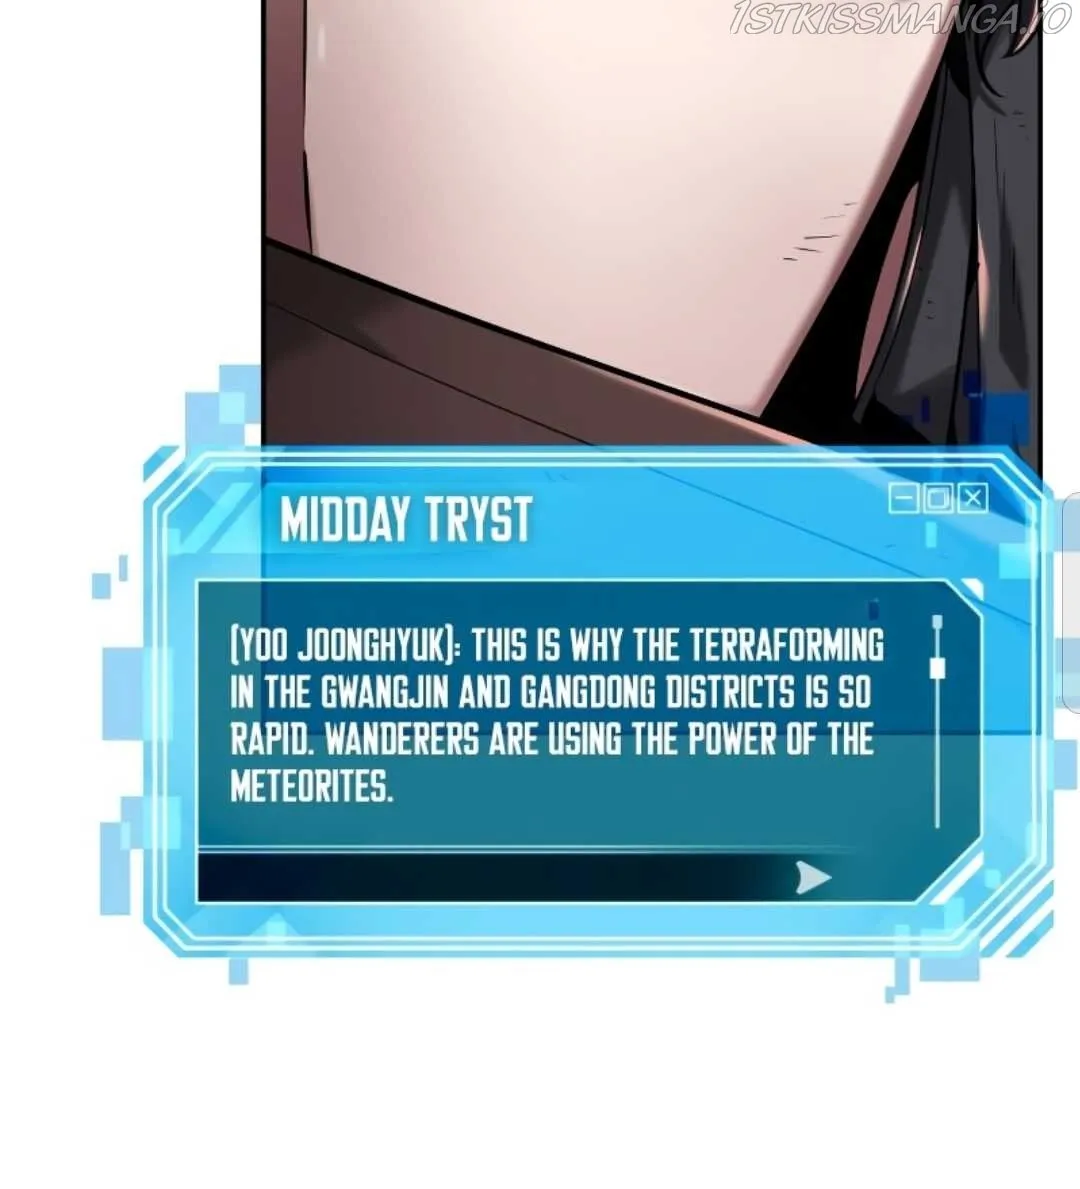 1STKISSMANGA.IO
MIDDAY TRYST
(YOO JOONGHYUK): THIS IS WHY THE TERRAFORMING
IN THE GWANGJIN AND GANGDONG DISTRICTS IS SO
RAPID. WANDERERS ARE USING THE POWER OF THE
METEORITES.